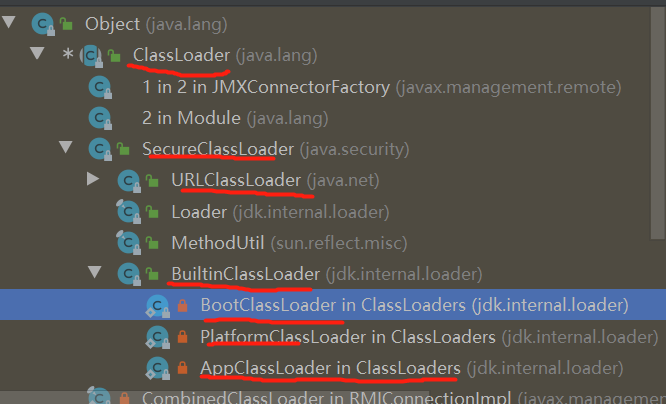 Object (java.lang)
ClassLoader (java.lang)
1 in 2 in JMXConnectorFactory (javax.management.remote)
2 in Module (java.lang)
SecureClassLoader (java.security)
URLClassLoader (java.net)
Loader (jdk.internal.loader)
MethodUtil (sun.reflect.misc)
BuiltinClassLoader (jdk.internal.loader)
BootClassLoader in ClassLoaders (jdk.internal.loader)
PlatformClassLoader in ClassLoaders (jdk.internal.loader)
AppClassLoader in ClassLoaders (jdk.internal.loader)
CombinedClassLoader in RMIConnectionImpl (javax.manageme